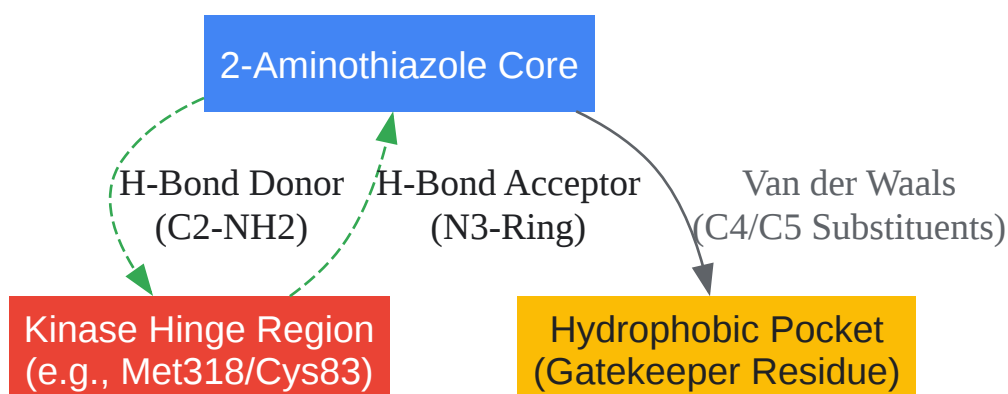 2-Aminothiazole Core
H-Bond Donor
(C2-NH2)
H-Bond Acceptor
(N3-Ring)
Van der Waals
(C4/C5 Substituents)
Kinase Hinge Region
(e.g., Met318/Cys83)
Hydrophobic Pocket
(Gatekeeper Residue)